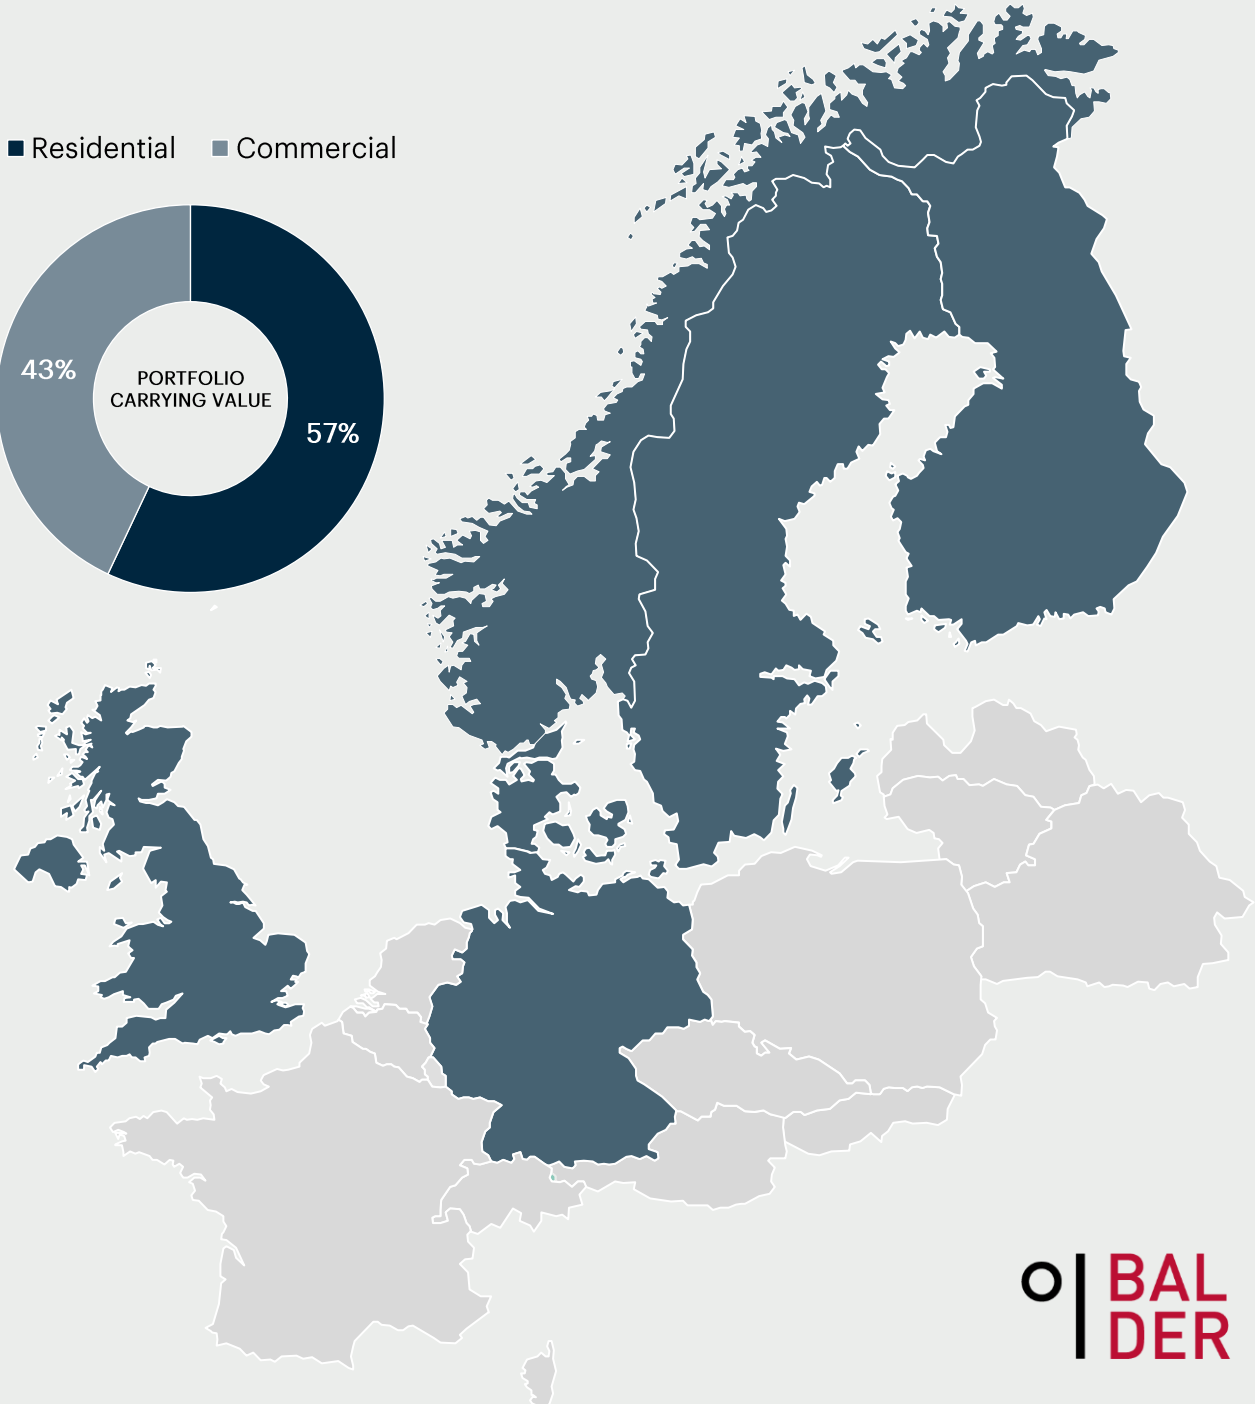 Residential
Commercial
43%
PORTFOLIO
CARRYING VALUE
57%
BAL
DER